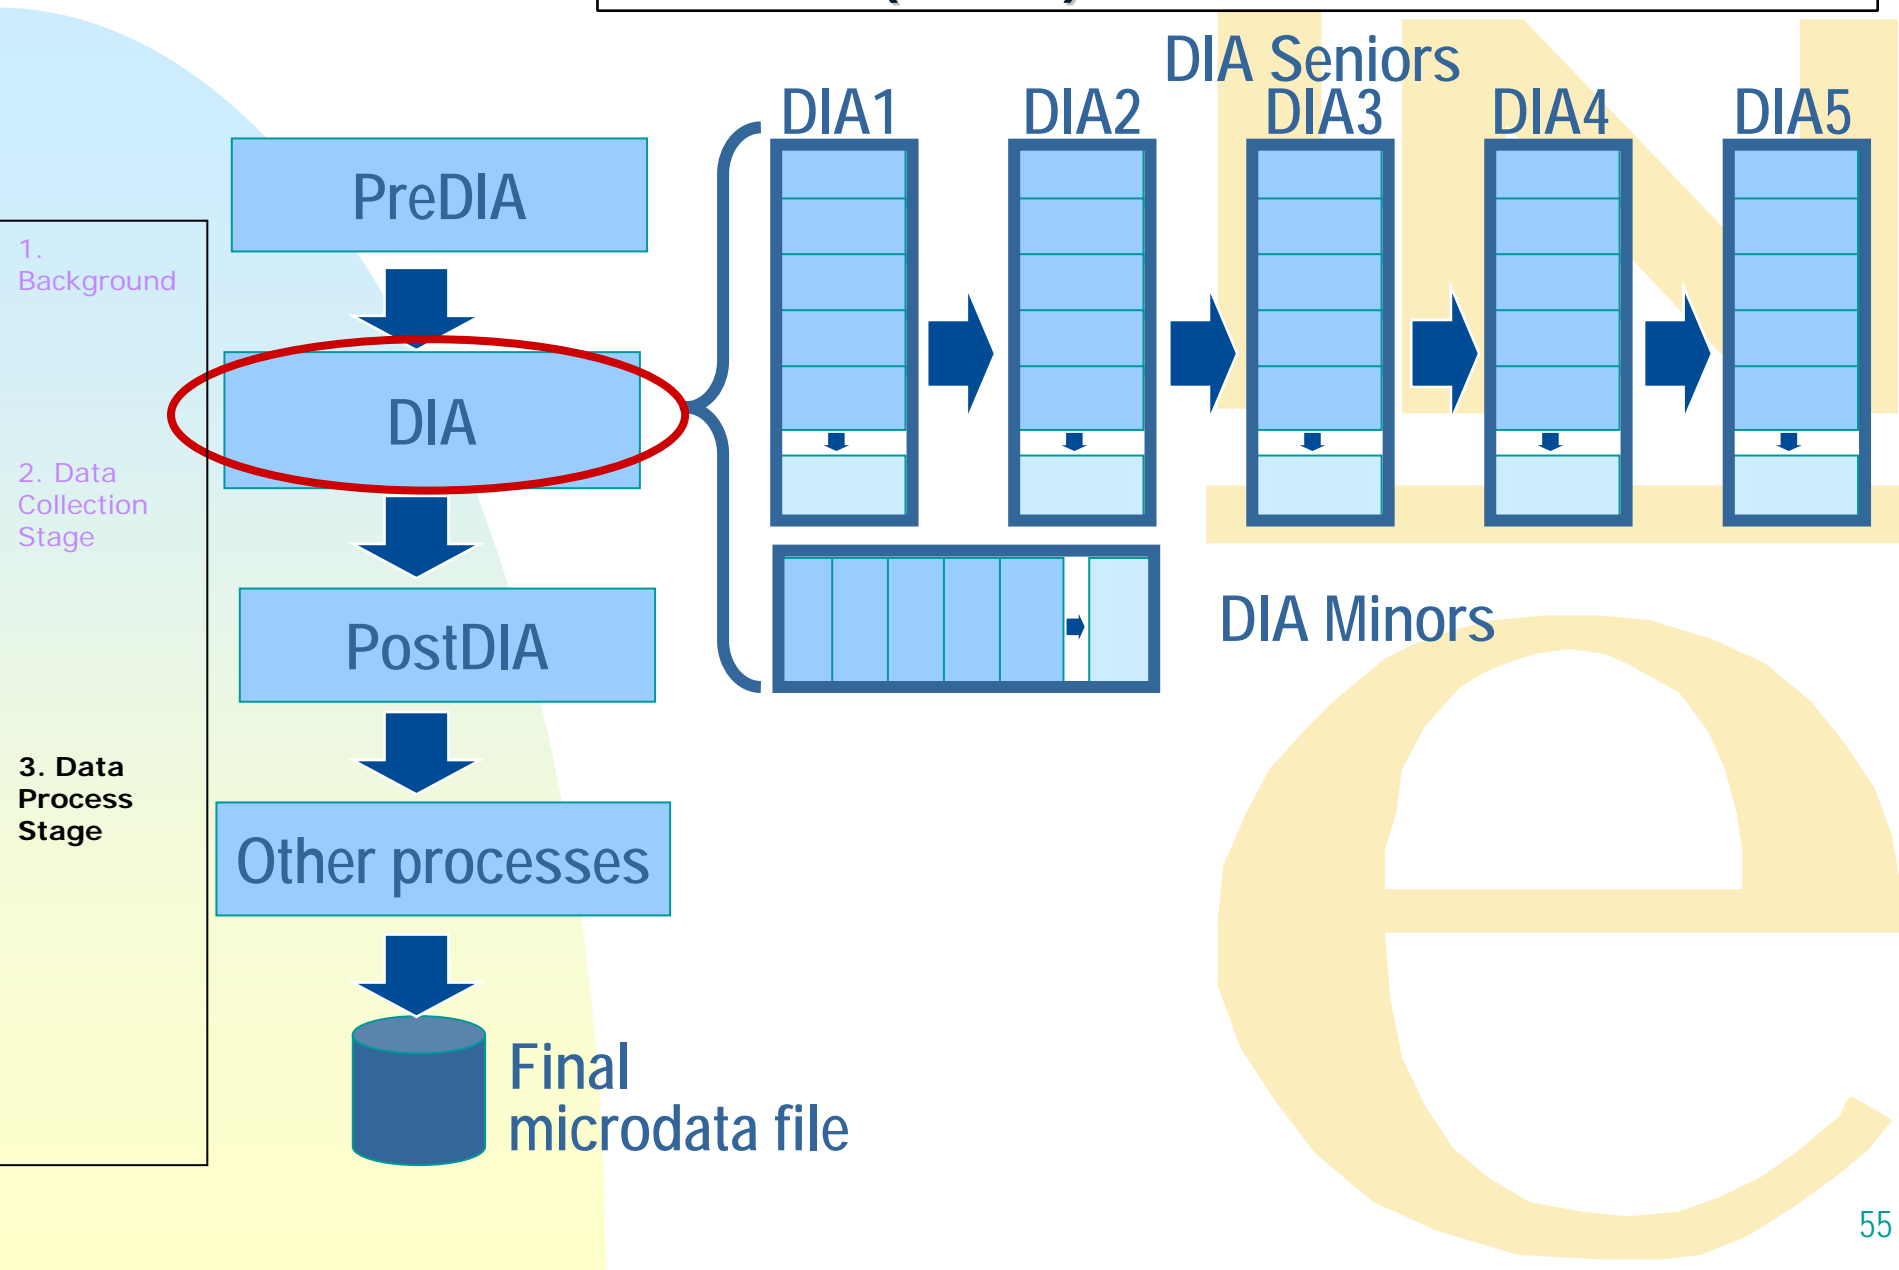 DIA Seniors
DIA1 DIA2 DIA3 DIA4 DIA5
PreDIA
1.
Background
DIA
2. Data
Collection
Stage
DIA Minors
PostDIA
3. Data
Process
Stage
Other processes
Final
microdata file
55
INe